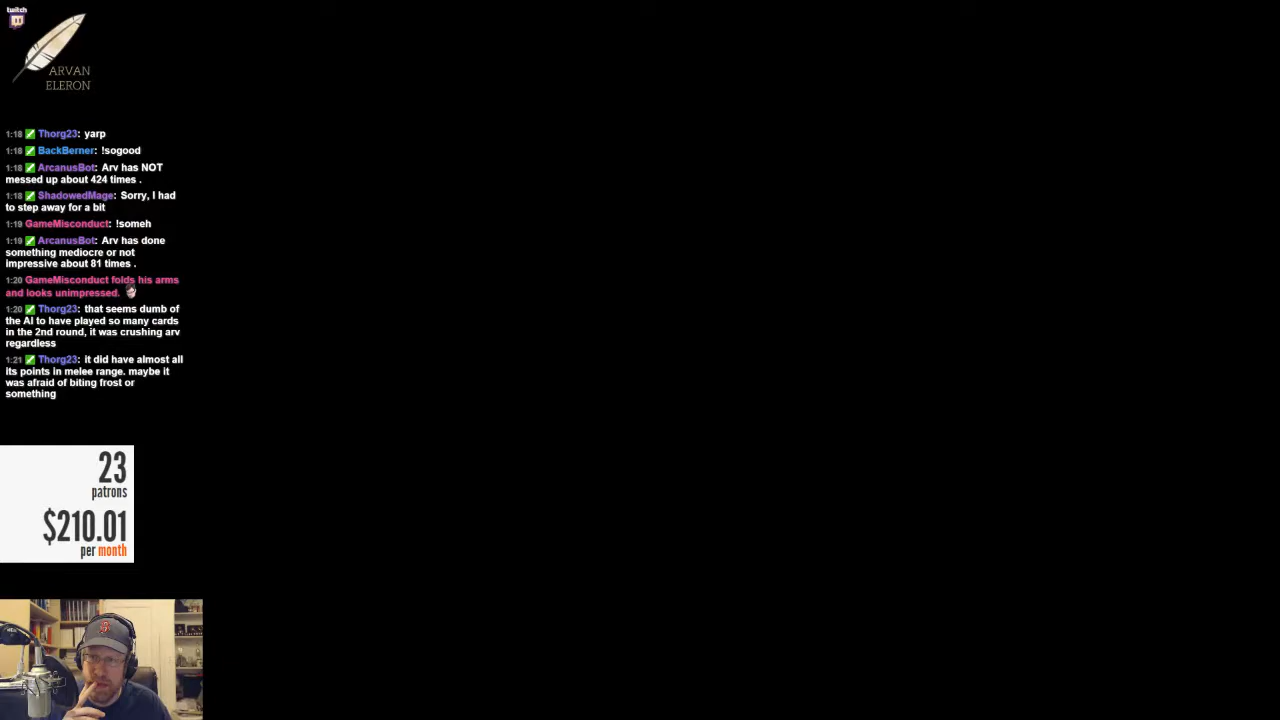 twitch
ARVAN
ELERON
1:18 Thorg23: yarp
1:18 BackBerner: !sogood
1:18 ArcanusBot: Arv has NOT
messed up about 424 times .
1:18 ShadowedMage: Sorry, I had
to step away for a bit
1:19 GameMisconduct: !someh
1:19 ArcanusBot: Arv has done
something mediocre or not
impressive about 81 times .
1:20 GameMisconduct folds his arms
and looks unimpressed.
1:20 Thorg23: that seems dumb of
the AI to have played so many cards
in the 2nd round, it was crushing arv
regardless
1:21 Thorg23: it did have almost all
its points in melee range. maybe it
was afraid of biting frost or
something
23
patrons
$210.01
per month